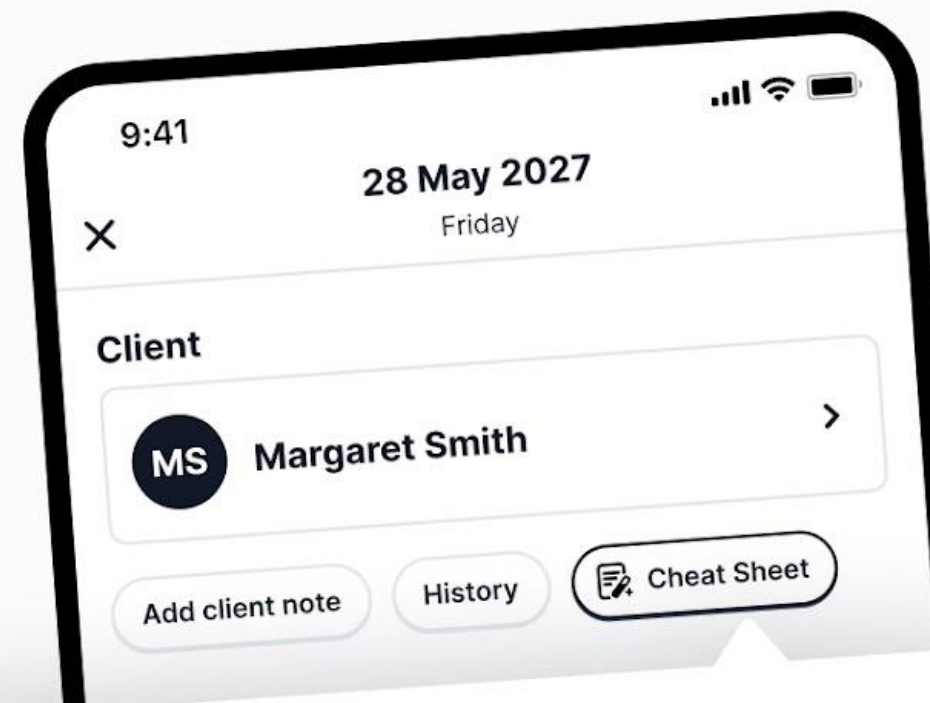 9:41
28 May 2027
Friday
Client
MS Margaret Smith
Add client note History Cheat Sheet